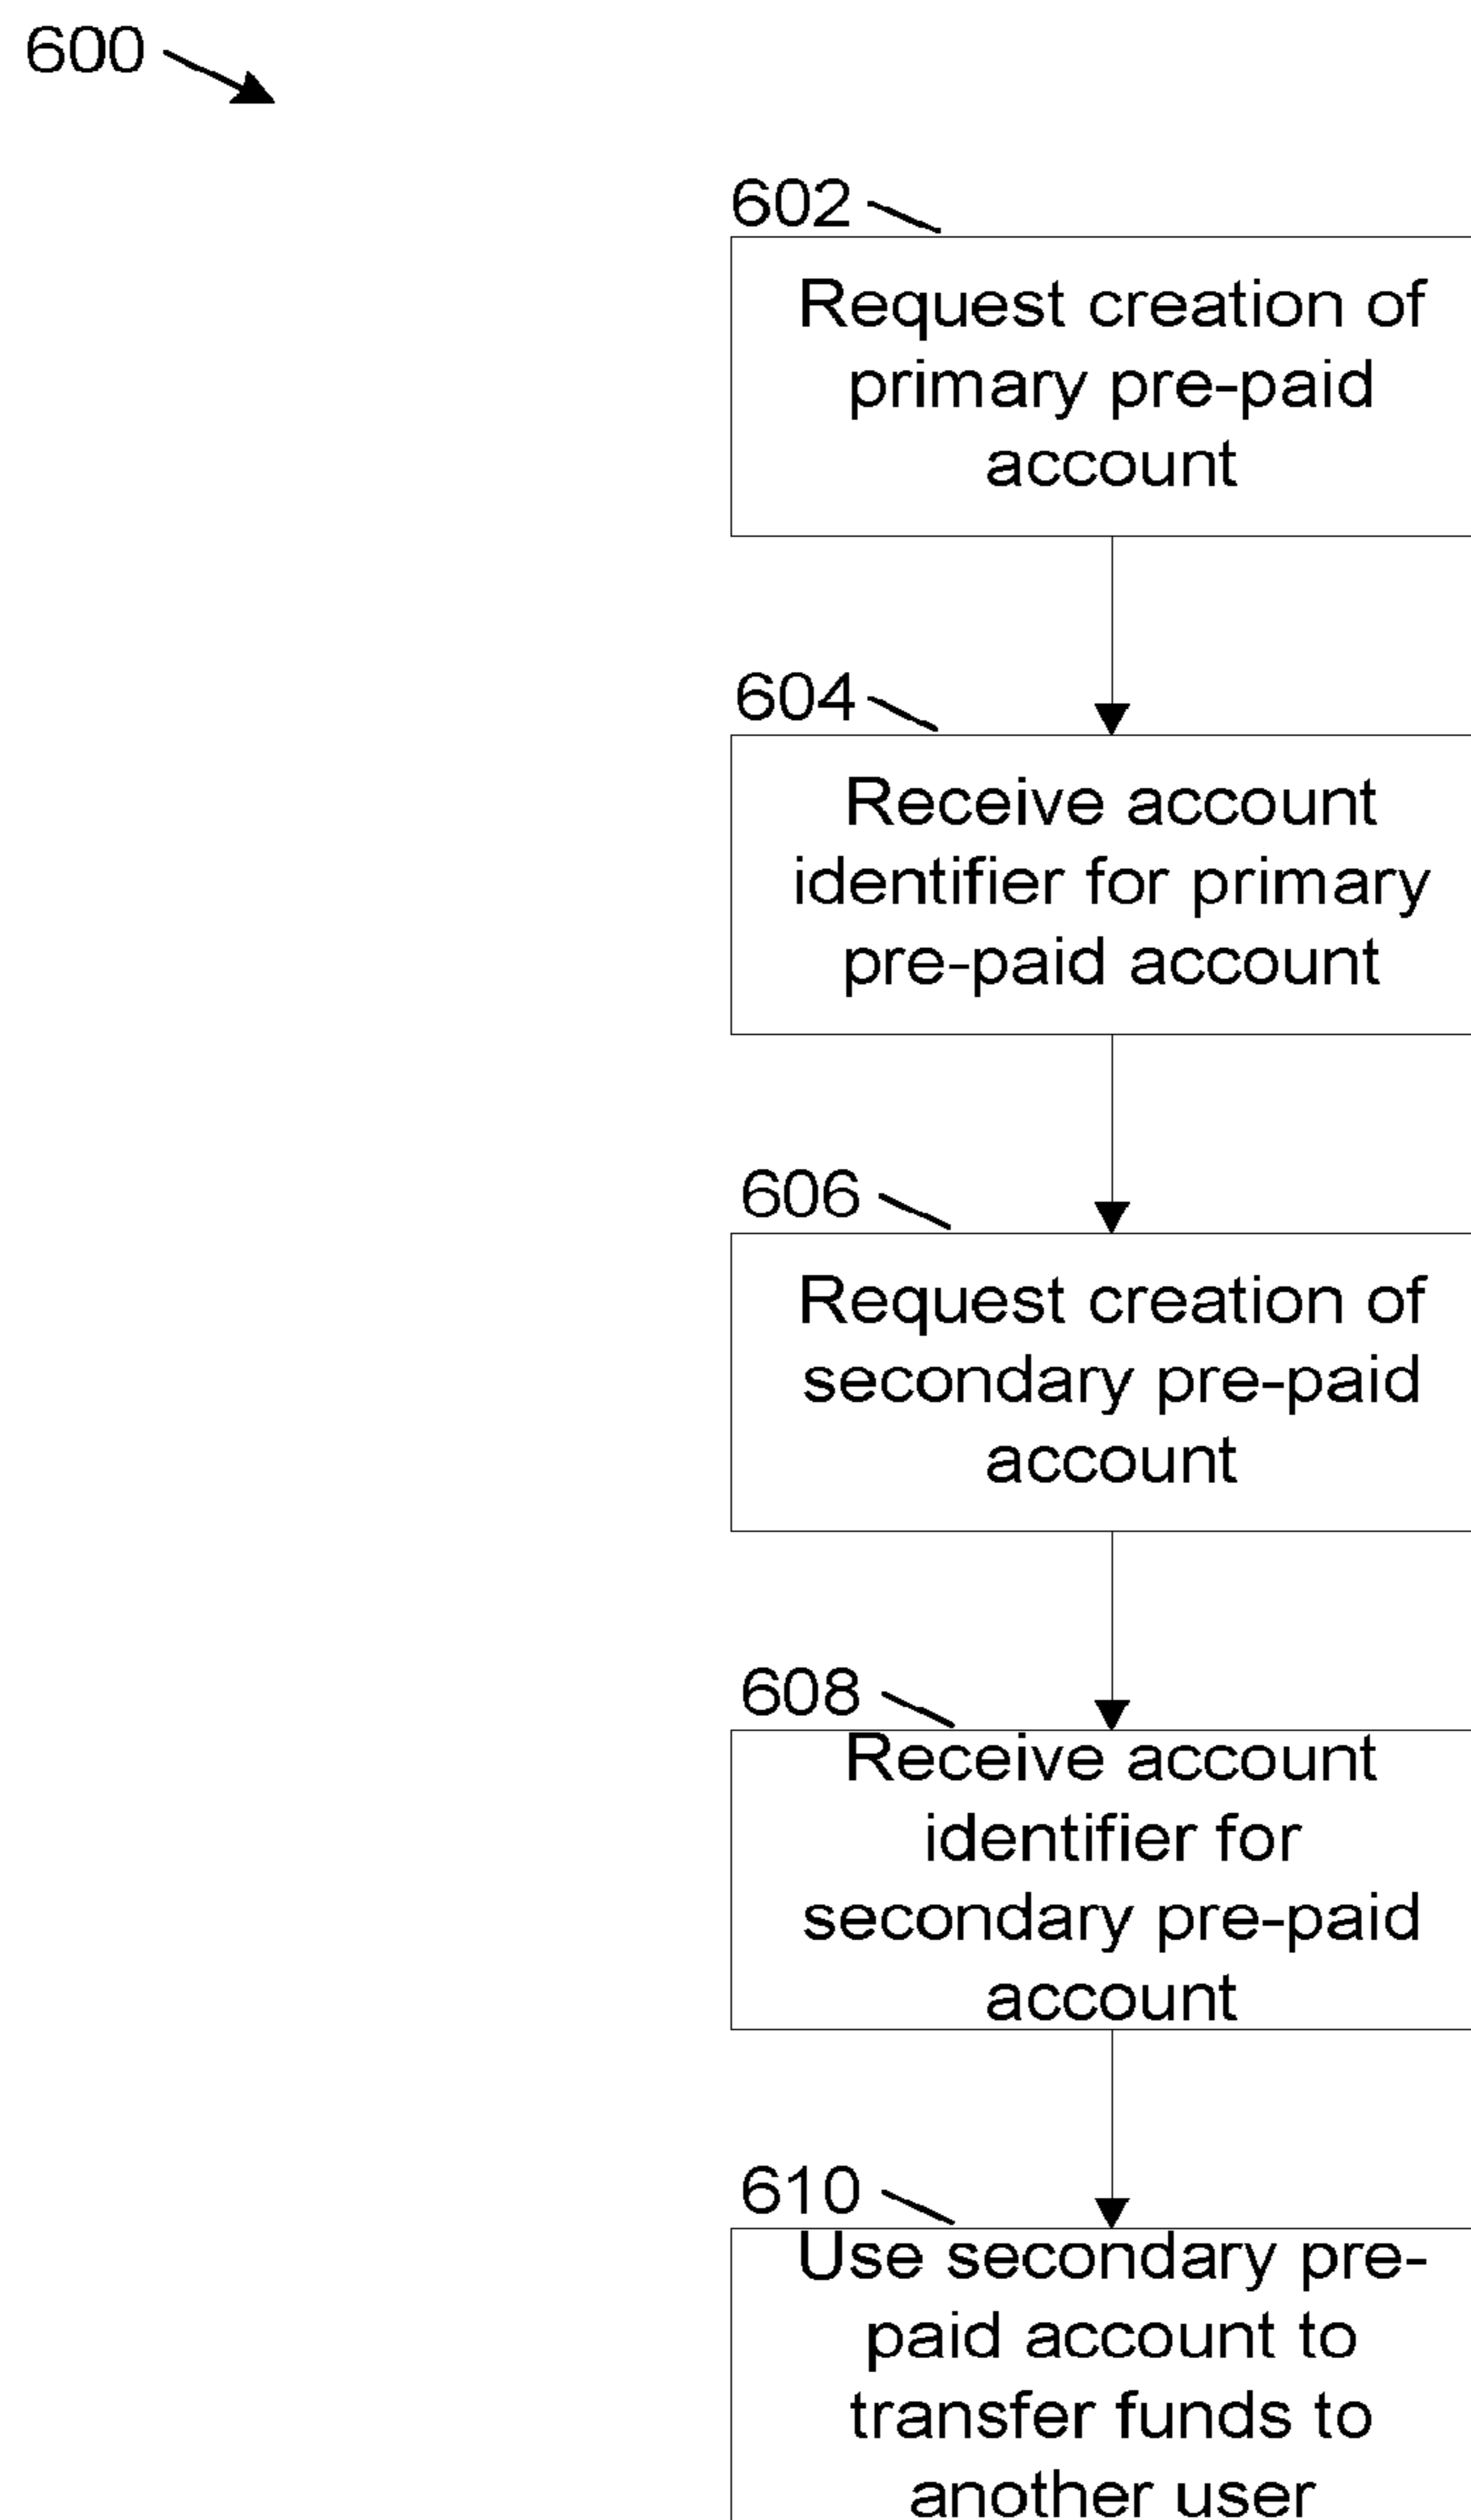 600
602
Request creation of
primary pre-paid
account
604
Receive account
identifier for primary
pre-paid account
606
Request creation of
secondary pre-paid
account
608
Receive account
identifier for
secondary pre-paid
account
610
Use secondary pre-
paid account to
transfer funds to
another user